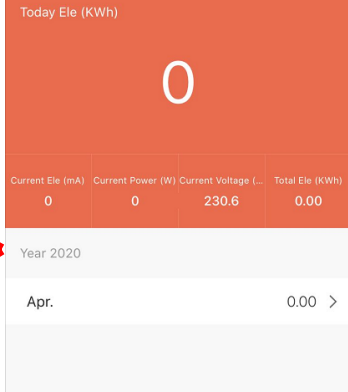 Today Ele (KWh)
0
Current Ele (mA) Current Power (W) Current Voltage (... Total Ele (KWh)
0 0 230.6 0.00
Year 2020
Apr. 0.00 >